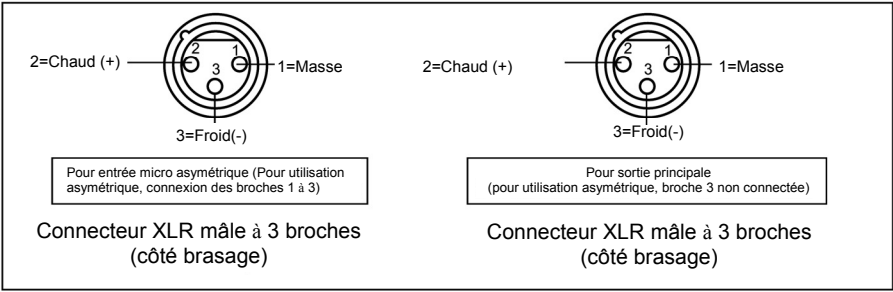 2=Chaud (+)
2
1
3
1=Masse
3=Froid(-)
Pour entrée micro asymétrique (Pour utilisation
asymétrique, connexion des broches 1 à 3)
Connecteur XLR mâle à 3 broches
(côté brasage)
2=Chaud (+)
2
1
3
1=Masse
3=Froid(-)
Pour sortie principale
(pour utilisation asymétrique, broche 3 non connectée)
Connecteur XLR mâle à 3 broches
(côté brasage)